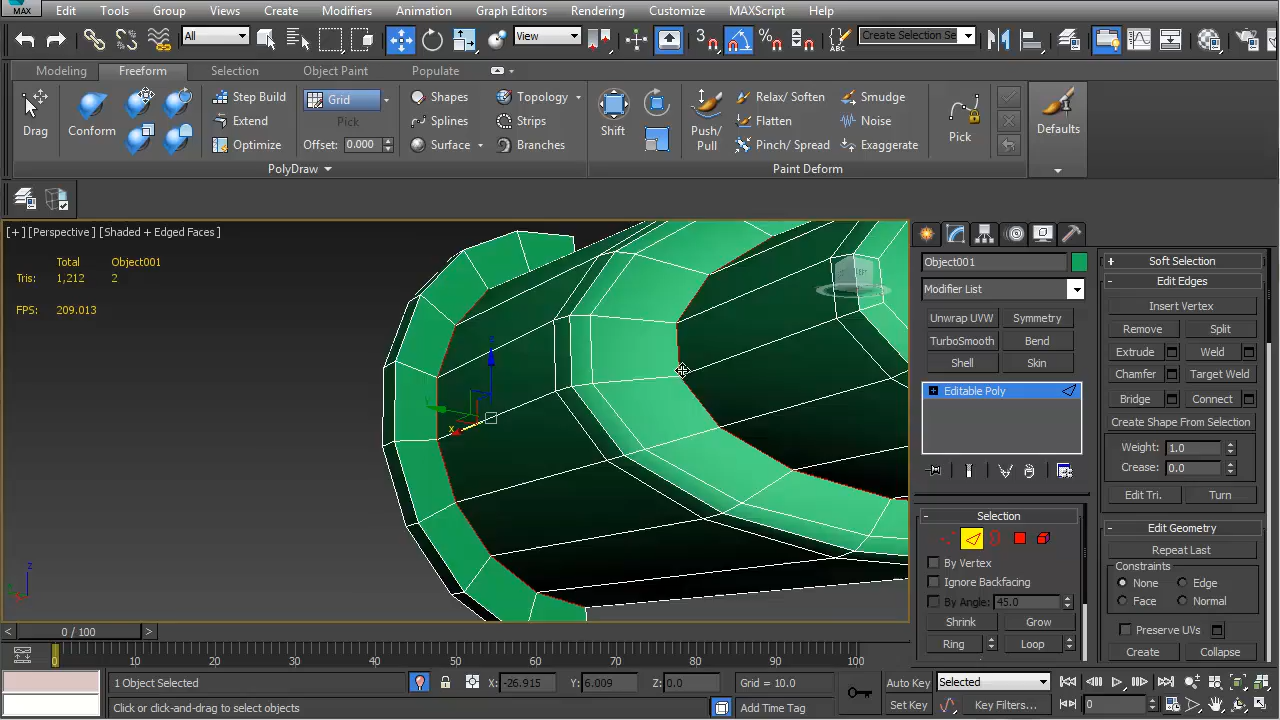 MAX Edit Tools Group Views Create Modifiers Animation Graph Editors Rendering Customize MAXScript Help
All View Create Selection Se
3 % ABC
Modeling Freeform Selection Object Paint Populate
Step Build Grid Shapes Topology Relax/ Soften Smudge
Drag Conform Extend Pick Splines Strips Shift Push/ Pull Flatten Noise Pick Defaults
Optimize Offset: 0.000 Surface Branches Pinch/ Spread Exaggerate
PolyDraw Paint Deform
[ + ] [Perspective ] [Shaded + Edged Faces ]
Total Object001
Tris: 1,212 2
FPS: 209.013
z
x
z
Object001
Modifier List
Unwrap UVW Symmetry
TurboSmooth Bend
Shell Skin
Editable Poly
- Selection
By Vertex
Ignore Backfacing
By Angle: 45.0
Shrink Grow
Ring Loop
+ Soft Selection
- Edit Edges
Insert Vertex
Remove Split
Extrude Weld
Chamfer Target Weld
Bridge Connect
Create Shape From Selection
Weight: 1.0
Crease: 0.0
Edit Tri. Turn
- Edit Geometry
Repeat Last
Constraints
None Edge
Face Normal
Preserve UVs
Create Collapse
< 0 / 100 >
0 10 20 30 40 50 60 70 80 90 100
1 Object Selected X: -26.915 Y: 6.009 Z: 0.0 Grid = 10.0 Auto Key Selected
Click or click-and-drag to select objects Add Time Tag Set Key Key Filters... 0